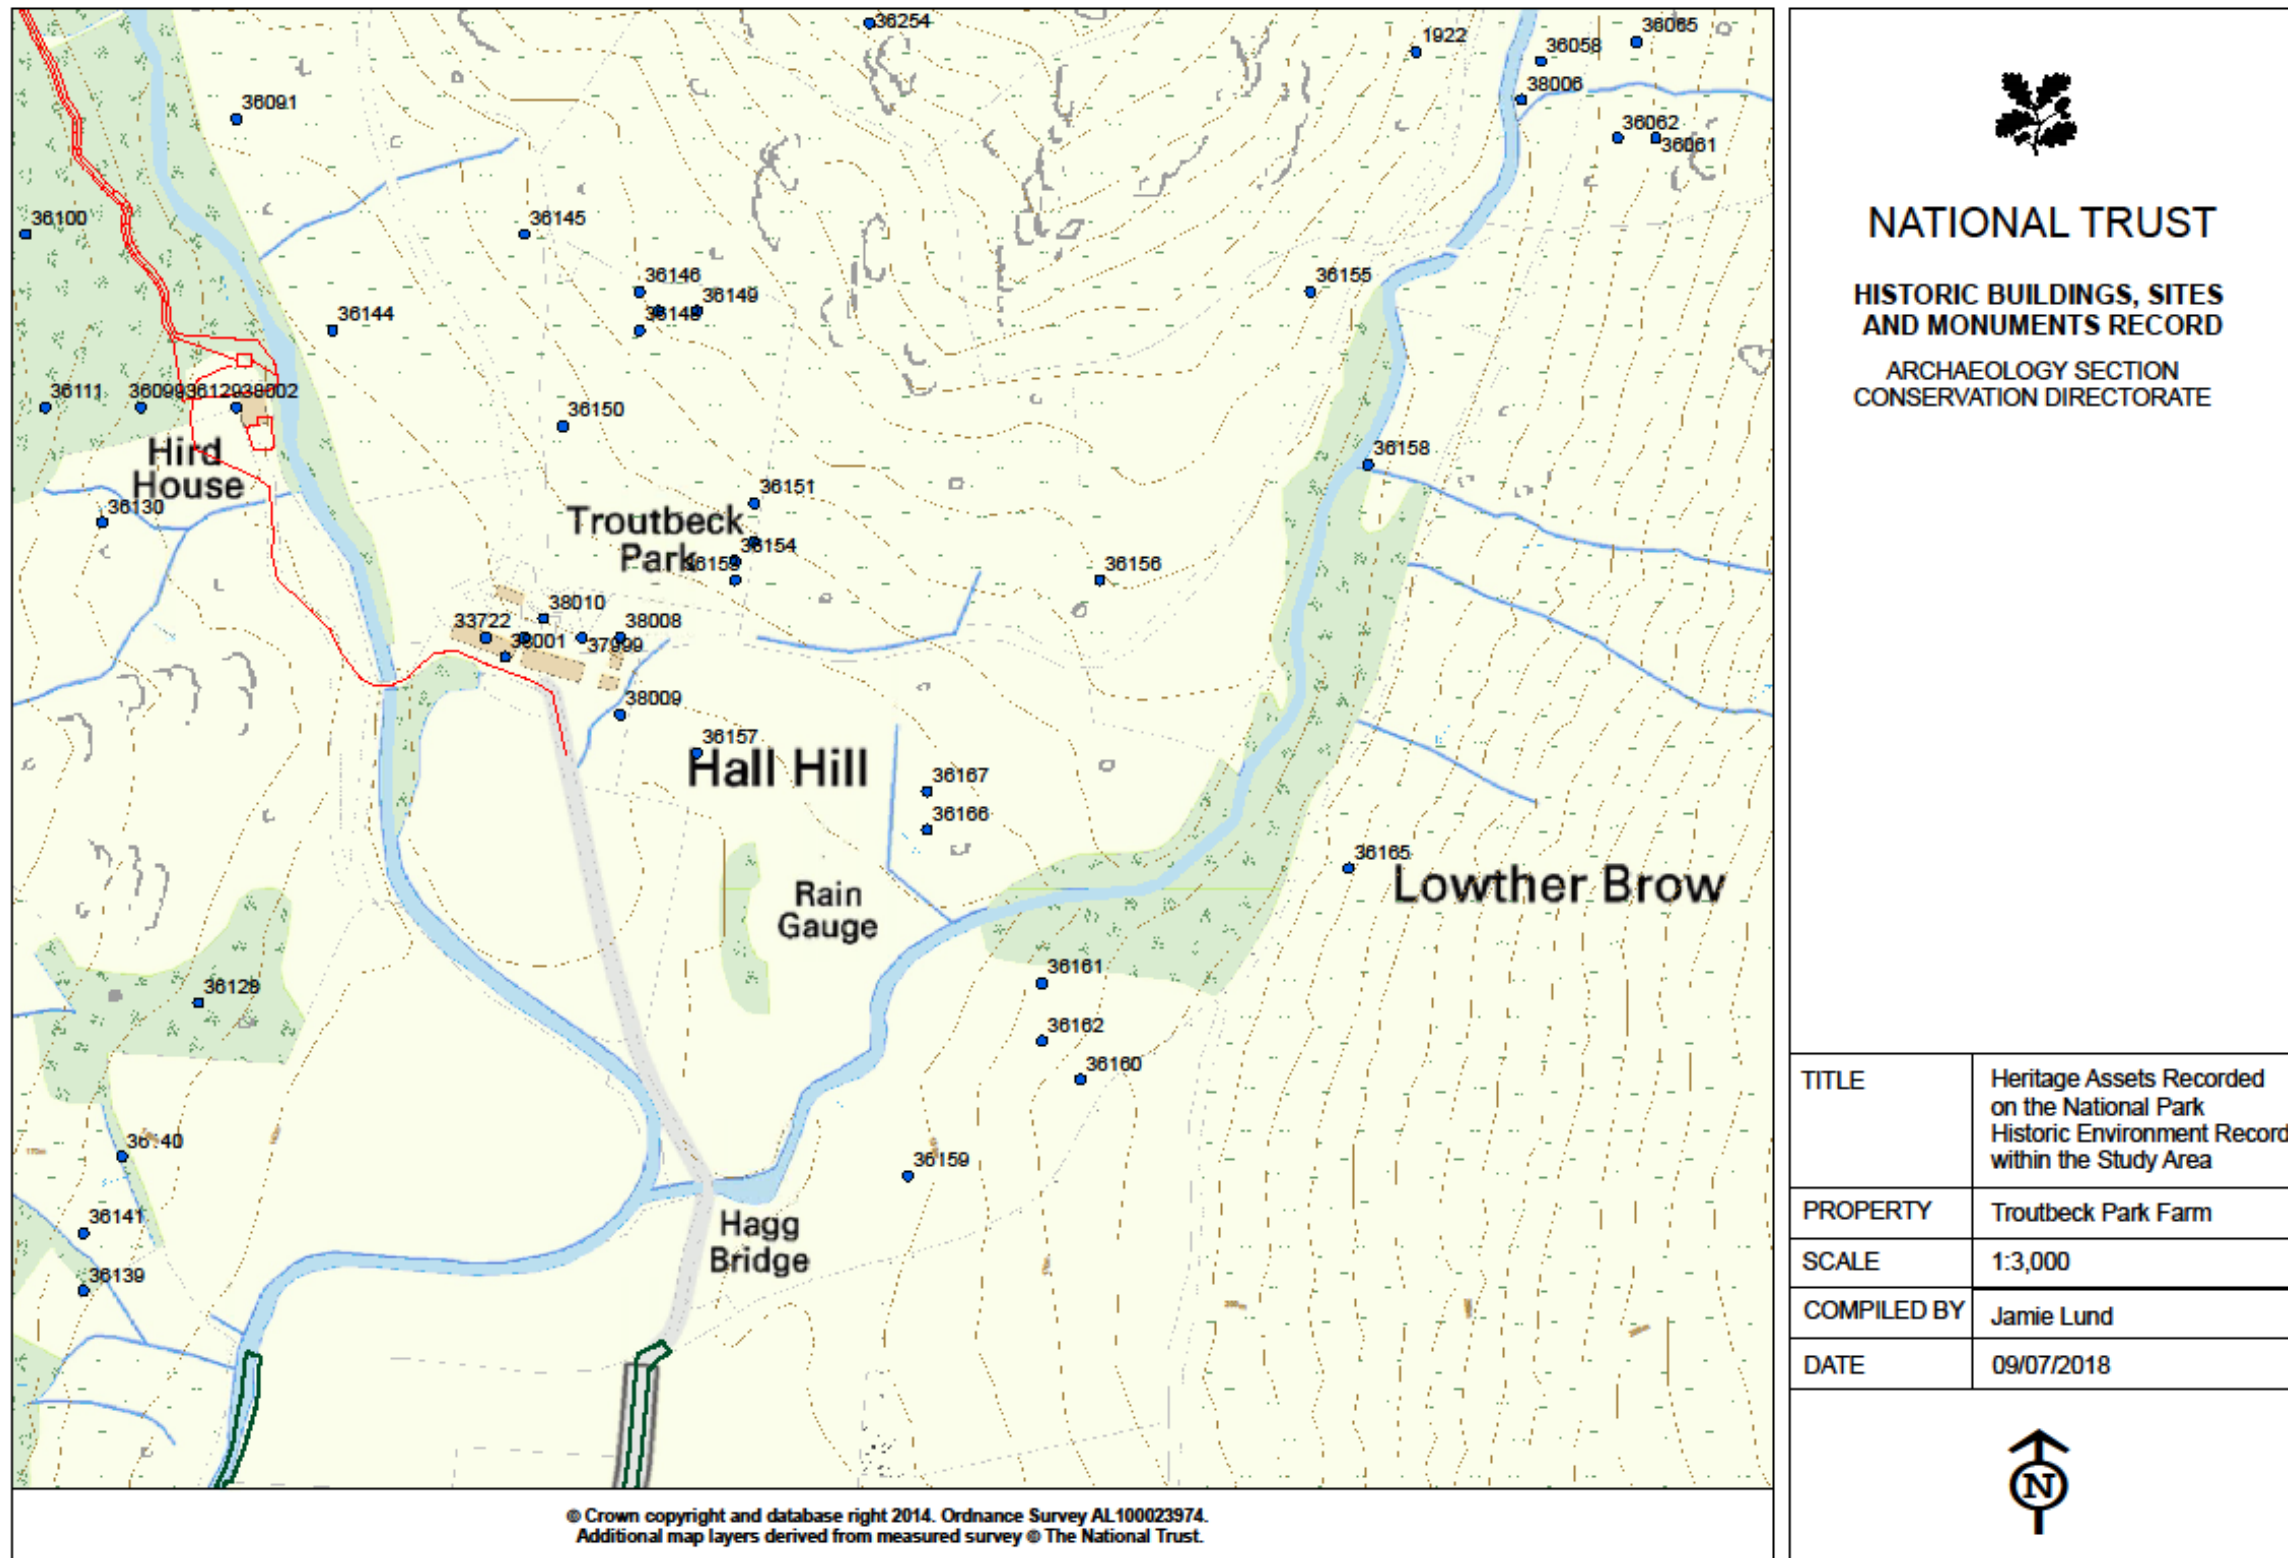 36254
1922
36065
36058
38006
36091
36062
36061
36100
36145
36146
36149
36155
36144
36148
36111
36099
36129
38002
36150
Hird
House
36158
36151
36130
Troutbeck
Park
36154
36156
38010
33722
38008
38001
37999
38009
36157
Hall Hill
36167
36166
36165
Lowther Brow
Rain
Gauge
36161
36128
36162
36160
36140
36159
36141
Hagg
Bridge
36139
© Crown copyright and database right 2014. Ordnance Survey AL100023974.
Additional map layers derived from measured survey © The National Trust.
NATIONAL TRUST
HISTORIC BUILDINGS, SITES
AND MONUMENTS RECORD
ARCHAEOLOGY SECTION
CONSERVATION DIRECTORATE
TITLE
Heritage Assets Recorded
on the National Park
Historic Environment Record
within the Study Area
PROPERTY
Troutbeck Park Farm
SCALE
1:3,000
COMPILED BY
Jamie Lund
DATE
09/07/2018
N